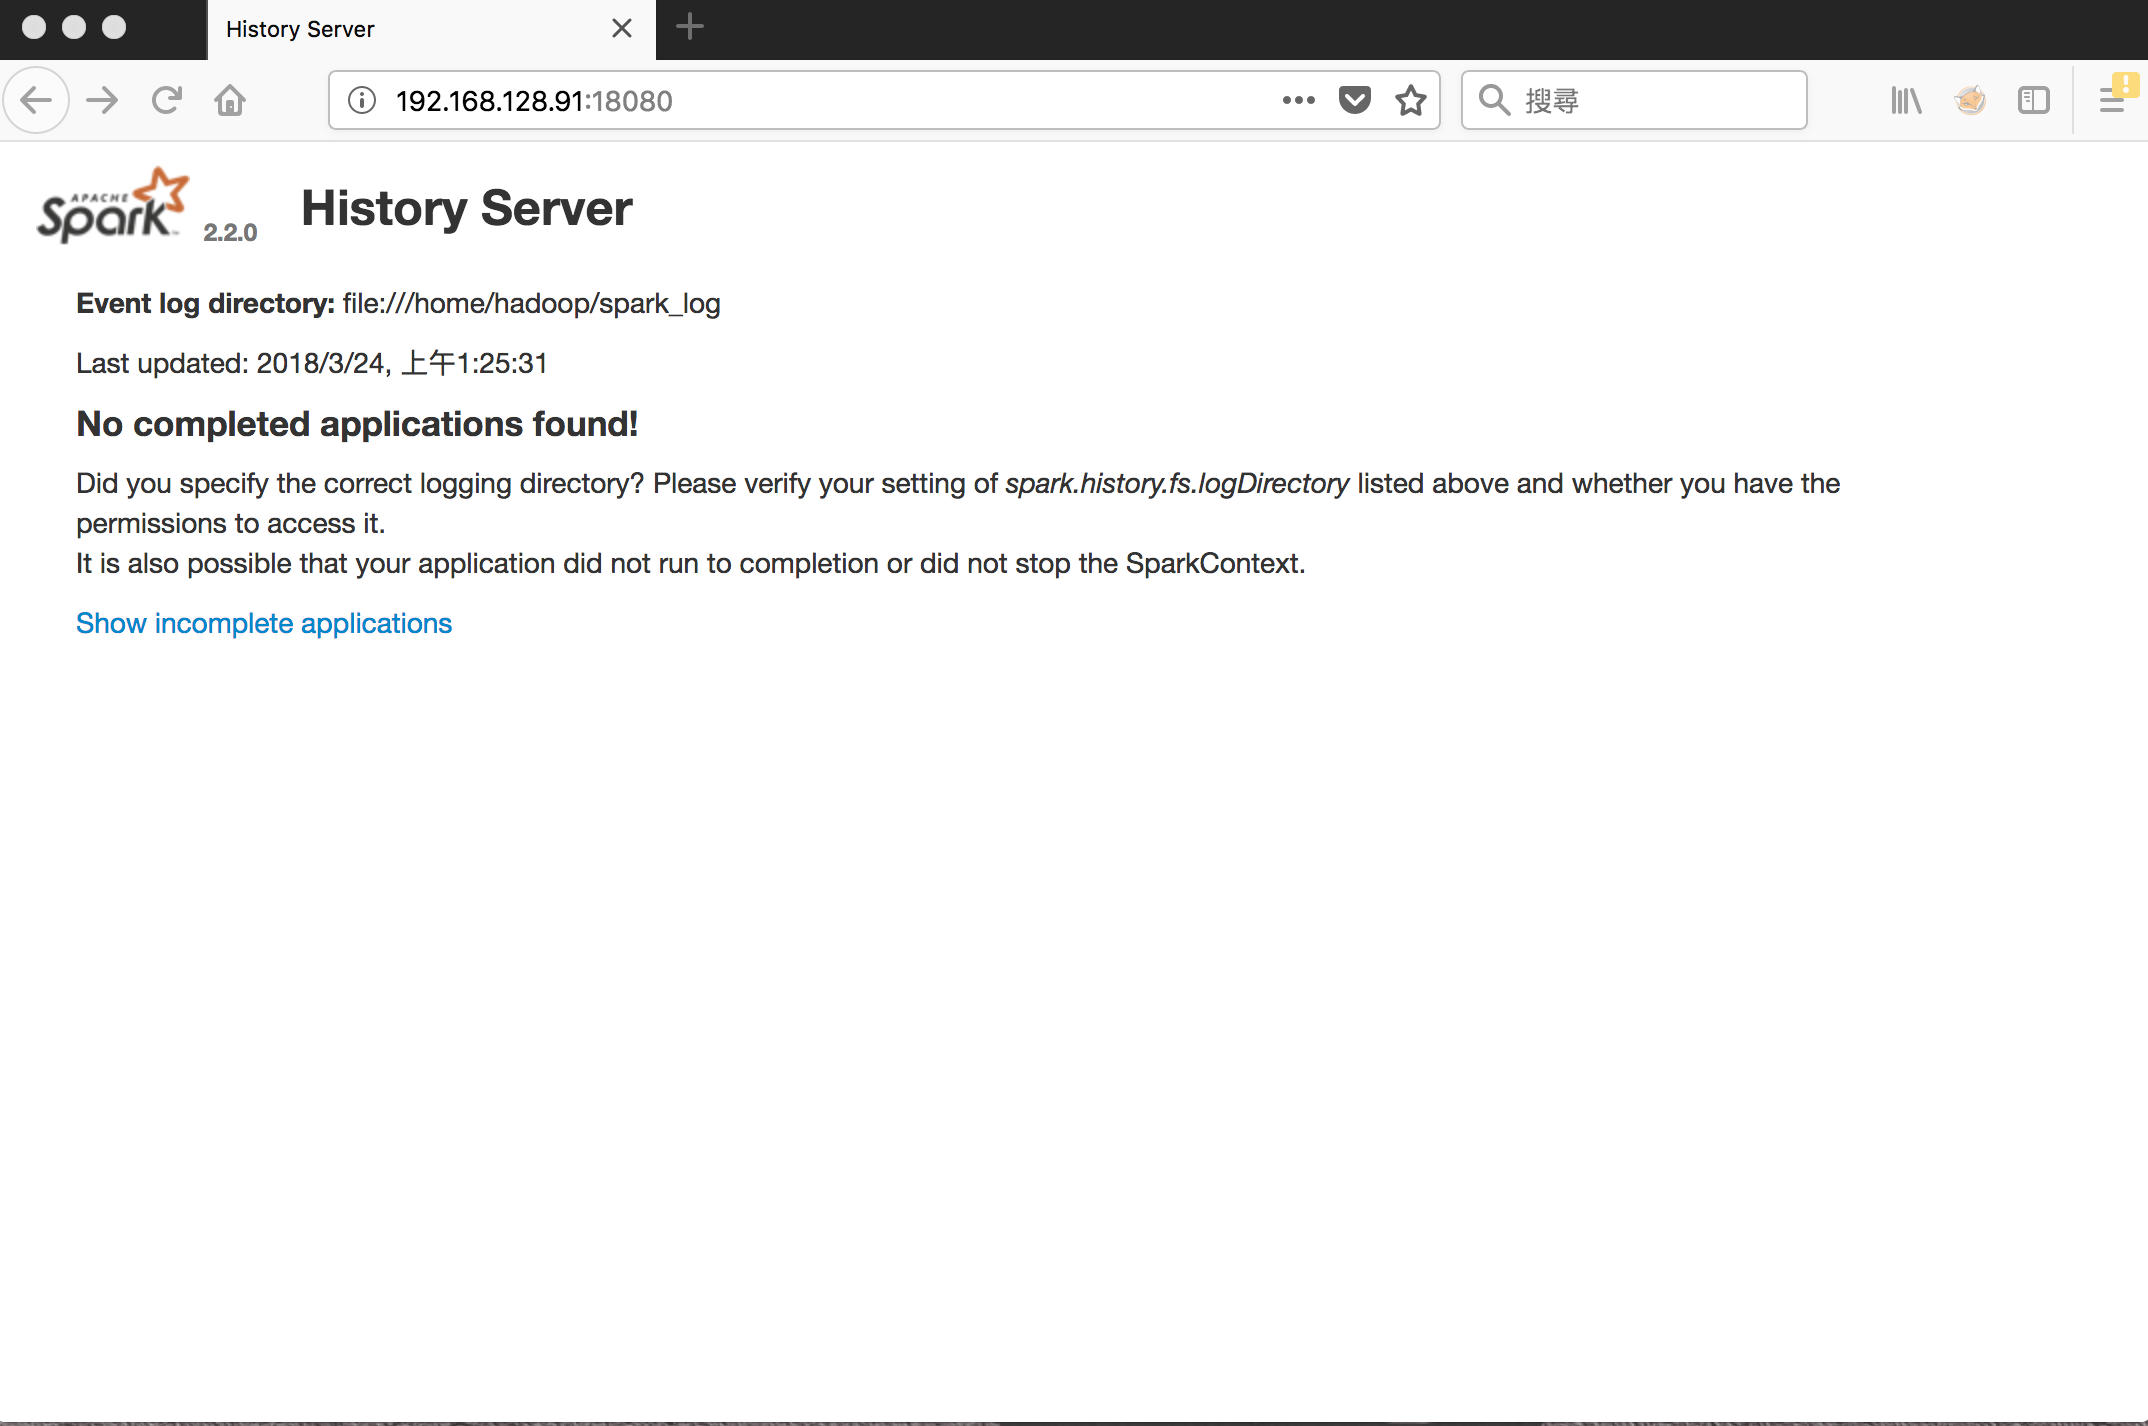 History Server
192.168.128.91:18080
搜尋
APACHE
Spark™ 2.2.0 History Server
Event log directory: file:///home/hadoop/spark_log
Last updated: 2018/3/24, 上午1:25:31
No completed applications found!
Did you specify the correct logging directory? Please verify your setting of spark.history.fs.logDirectory listed above and whether you have the
permissions to access it.
It is also possible that your application did not run to completion or did not stop the SparkContext.
Show incomplete applications